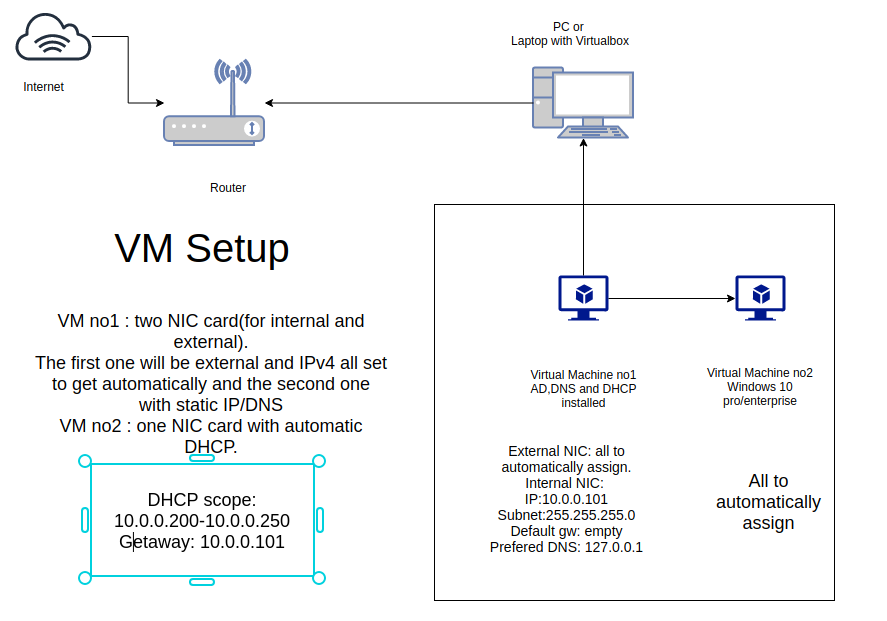 Internet
Router
PC or
Laptop with Virtualbox
VM Setup
VM no1 : two NIC card(for internal and
external).
The first one will be external and IPv4 all set
to get automatically and the second one
with static IP/DNS
VM no2 : one NIC card with automatic
DHCP.
DHCP scope:
10.0.0.200-10.0.0.250
Getaway: 10.0.0.101
Virtual Machine no1
AD,DNS and DHCP
installed
External NIC: all to
automatically assign.
Internal NIC:
IP:10.0.0.101
Subnet:255.255.255.0
Default gw: empty
Prefered DNS: 127.0.0.1
Virtual Machine no2
Windows 10
pro/enterprise
All to
automatically
assign